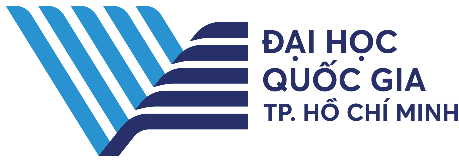 ĐẠI HỌC
QUỐC GIA
TP. HỒ CHÍ MINH